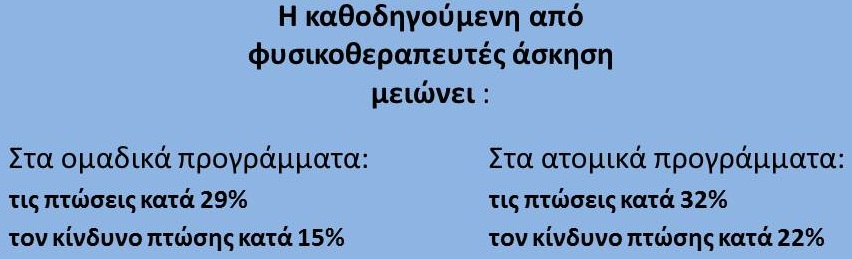 Η καθοδηγούμενη από
φυσικοθεραπευτές άσκηση
μειώνει :
Στα ομαδικά προγράμματα:
τις πτώσεις κατά 29%
τον κίνδυνο πτώσης κατά 15%
Στα ατομικά προγράμματα:
τις πτώσεις κατά 32%
τον κίνδυνο πτώσης κατά 22%